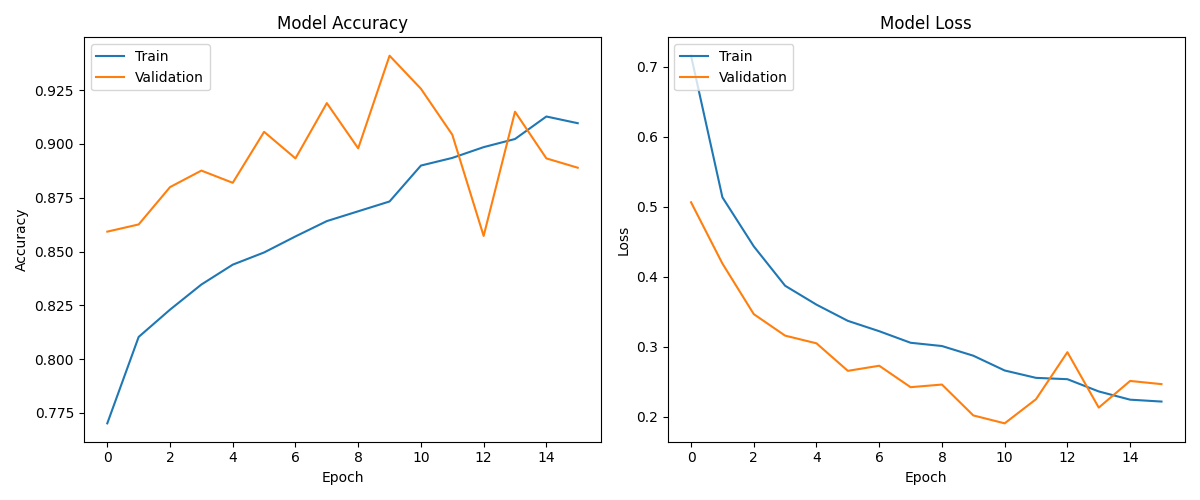 Model Accuracy
Train
Validation
0.925
0.900
0.875
0.850
0.825
0.800
0.775
Accuracy
0 2 4 6 8 10 12 14
Epoch
Model Loss
Train
Validation
0.7
0.6
0.5
0.4
0.3
0.2
Loss
0 2 4 6 8 10 12 14
Epoch